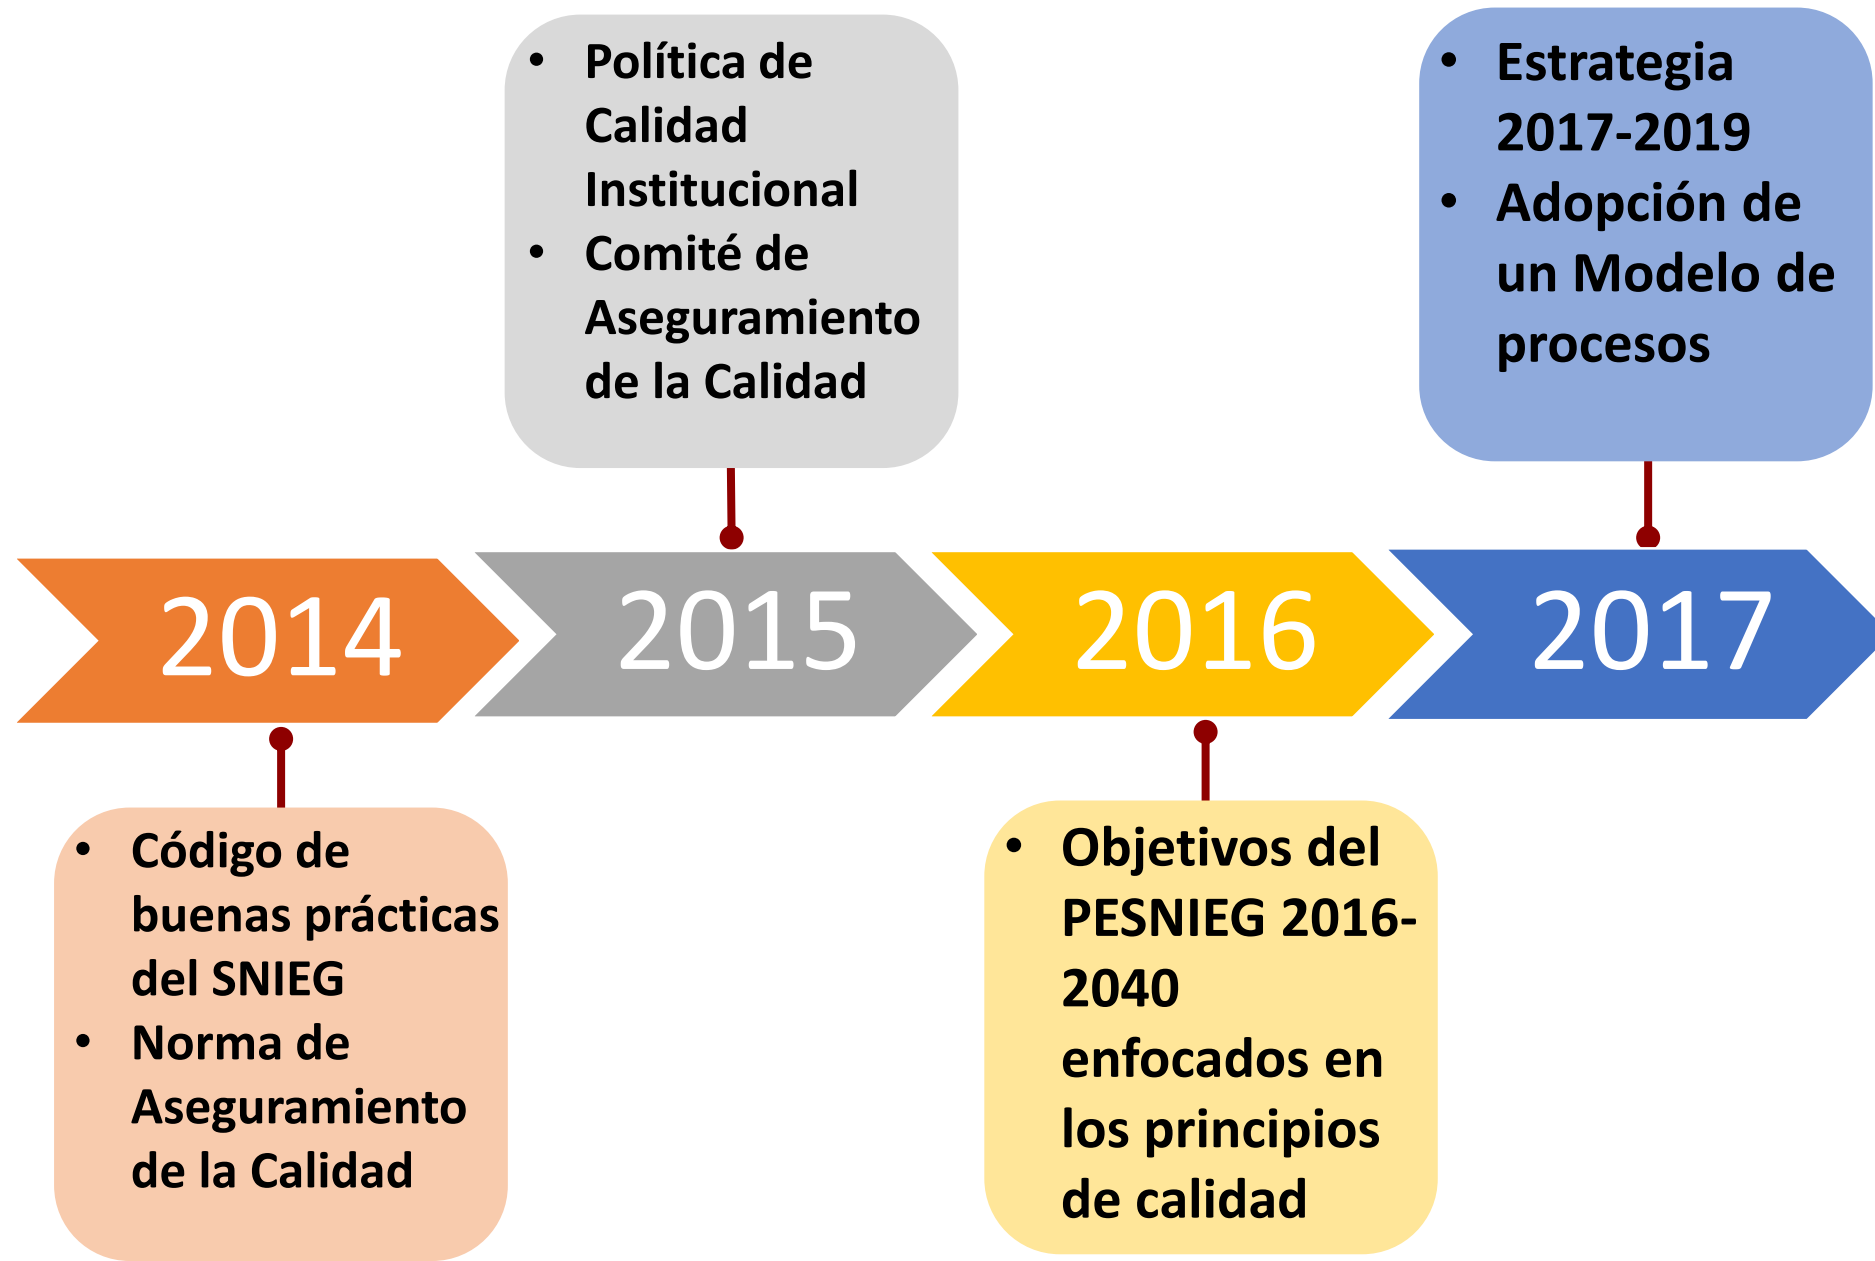 • Política de
Calidad
Institucional
• Comité de
Aseguramiento
de la Calidad
• Estrategia
2017-2019
• Adopción de
un Modelo de
procesos
2014
2015
2016
2017
• Código de
buenas prácticas
del SNIEG
• Norma de
Aseguramiento
de la Calidad
• Objetivos del
PESNIEG 2016-
2040
enfocados en
los principios
de calidad